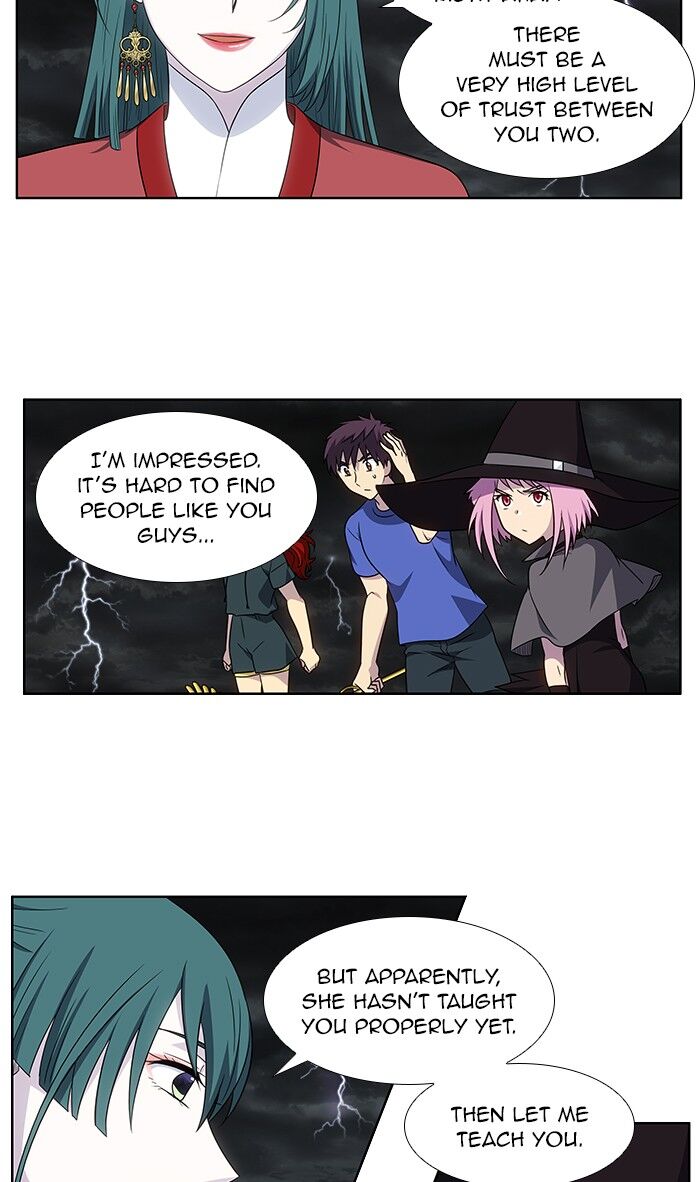 THERE
MUST BE A
VERY HIGH LEVEL
OF TRUST BETWEEN
YOU TWO.
I'M IMPRESSED.
IT'S HARD TO FIND
PEOPLE LIKE YOU
GUYS...
BUT APPARENTLY,
SHE HASN'T TAUGHT
YOU PROPERLY YET.
THEN LET ME
TEACH YOU.